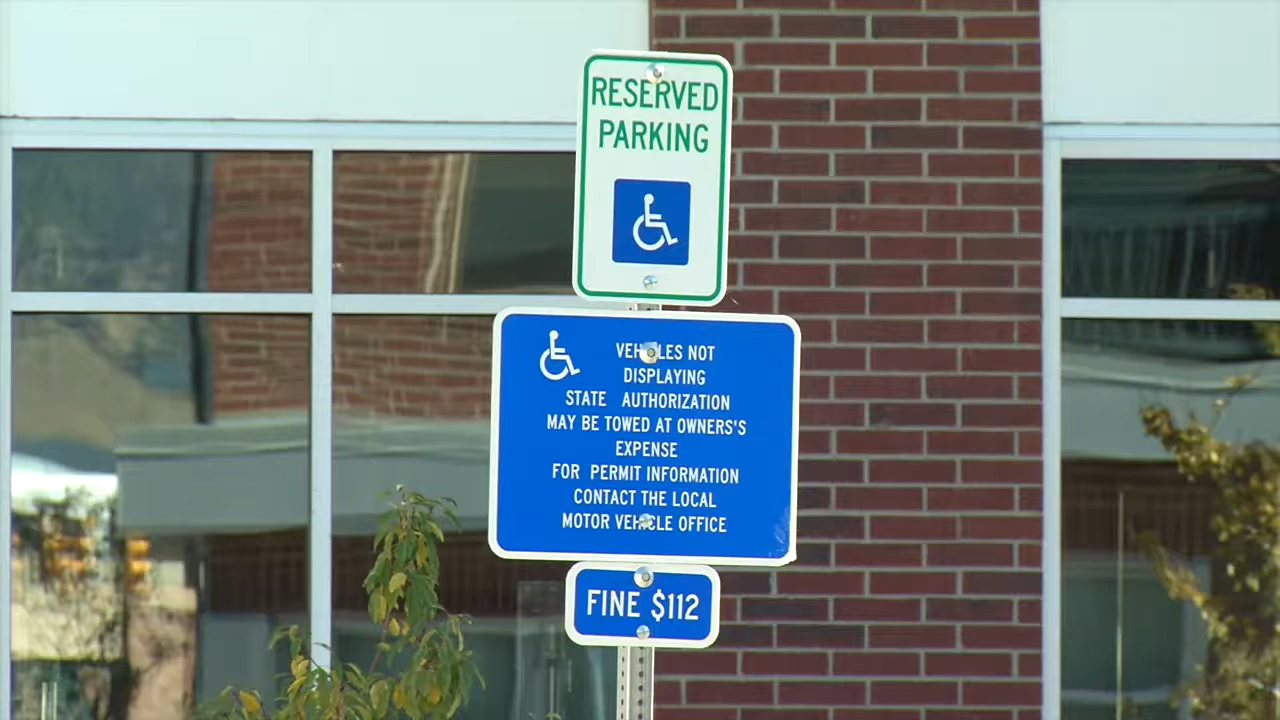 RESERVED
PARKING
VEHICLES NOT
DISPLAYING
STATE AUTHORIZATION
MAY BE TOWED AT OWNERS'S
EXPENSE
FOR PERMIT INFORMATION
CONTACT THE LOCAL
MOTOR VEHICLE OFFICE
FINE $112